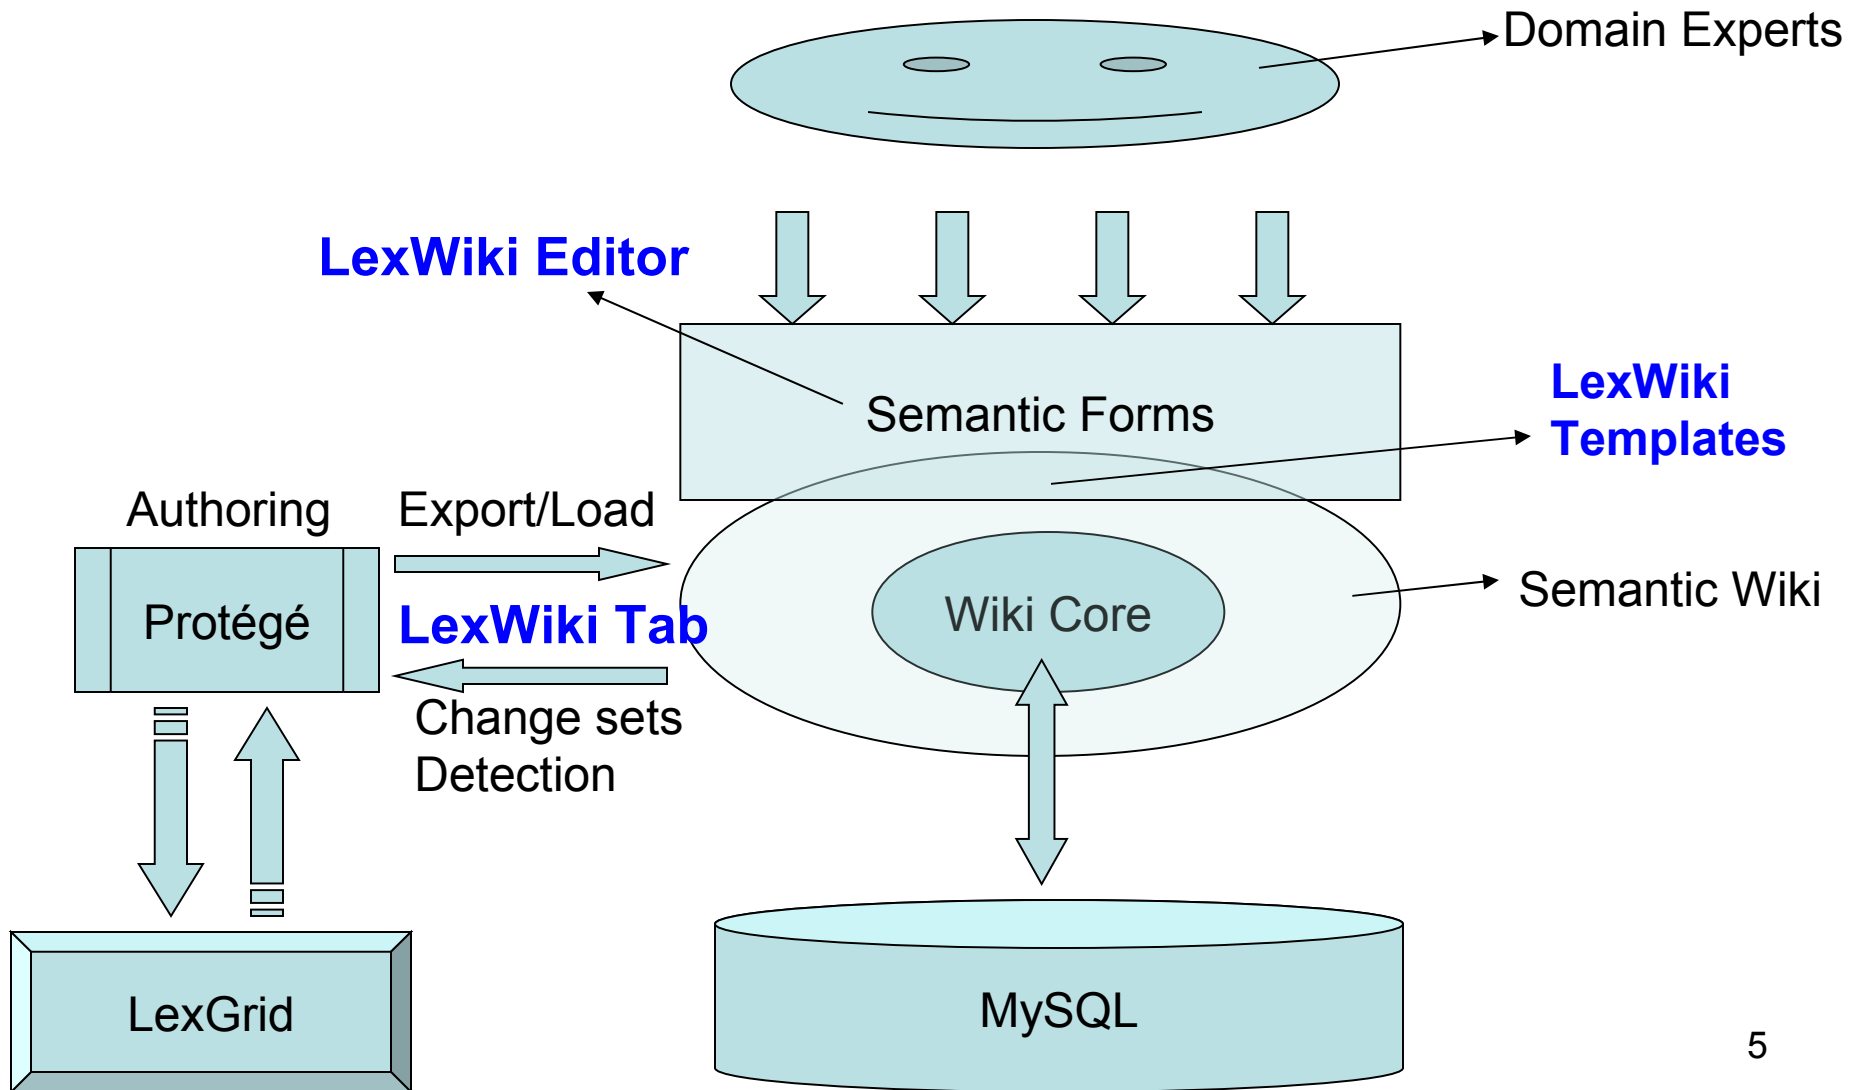 Domain Experts
LexWiki Editor
LexWiki
Templates
Semantic Forms
Authoring
Export/Load
Protégé
LexWiki Tab
Wiki Core
Semantic Wiki
Change sets
Detection
LexGrid
MySQL
5